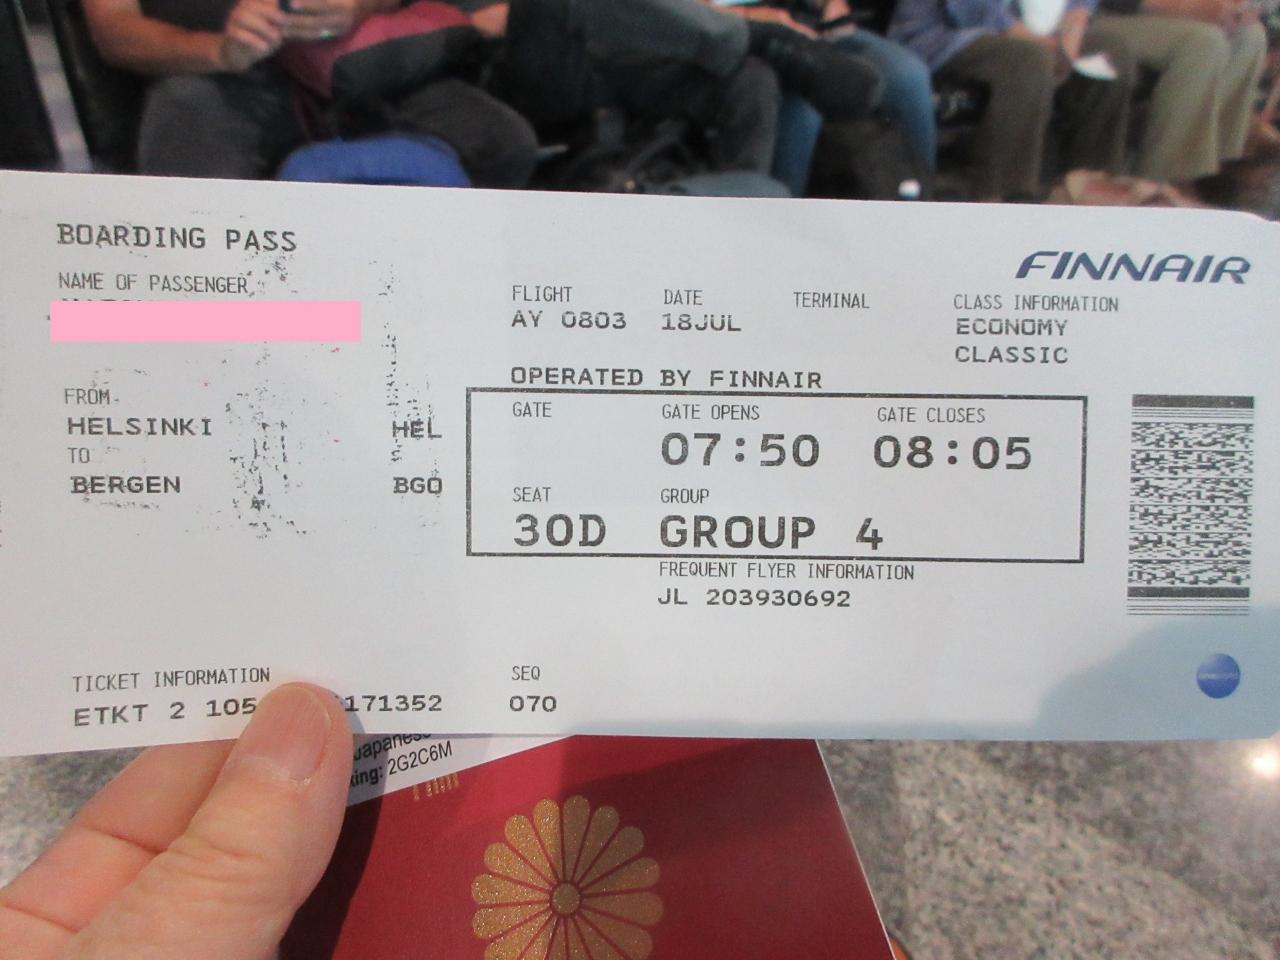 BOARDING PASS
FINNAIR
NAME OF PASSENGER
FLIGHT DATE TERMINAL CLASS INFORMATION
AY 0803 18JUL ECONOMY
CLASSIC
OPERATED BY FINNAIR
FROM
HELSINKI HEL
TO
BERGEN BGO
GATE GATE OPENS GATE CLOSES
07:50 08:05
SEAT GROUP
30D GROUP 4
FREQUENT FLYER INFORMATION
JL 203930692
TICKET INFORMATION SEQ
ETKT 2 105 171352 070
Japanese
king: 2G2C6M